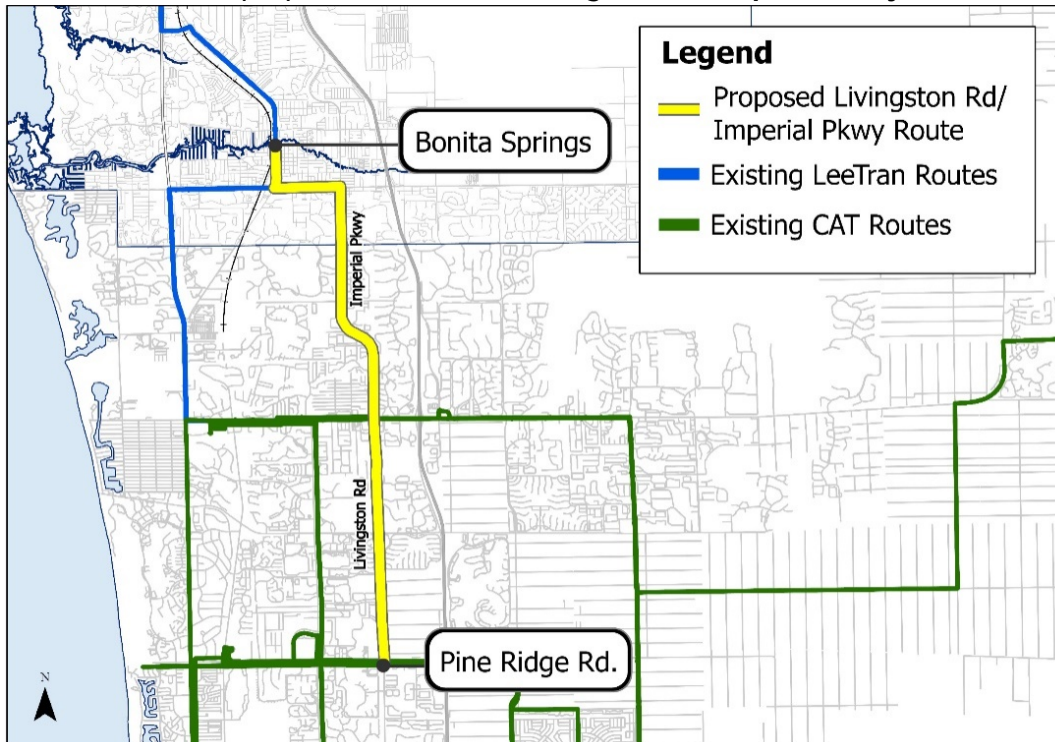 Legend
Proposed Livingston Rd/
Imperial Pkwy Route
Existing LeeTran Routes
Existing CAT Routes
Bonita Springs
Imperial Pkwy
Livingston Rd
Pine Ridge Rd.
N